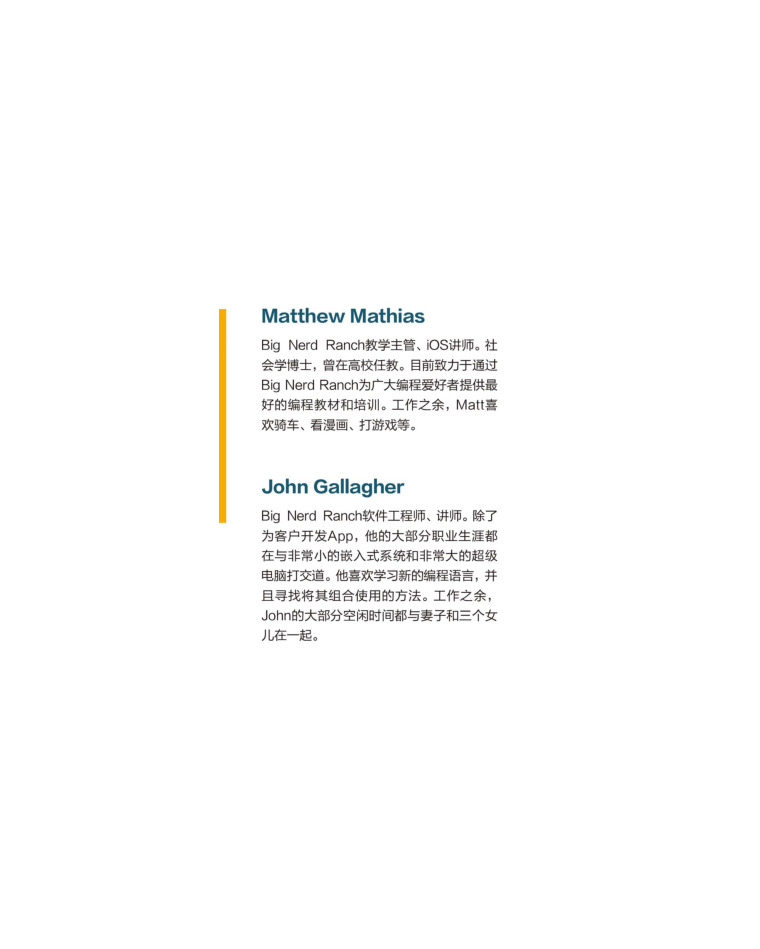 Matthew Mathias
Big Nerd Ranch教学主管、iOS讲师。社
会学博士，曾在高校任教。目前致力于通过
Big Nerd Ranch为广大编程爱好者提供最
好的编程教材和培训。工作之余，Matt喜
欢骑车、看漫画、打游戏等。
John Gallagher
Big Nerd Ranch软件工程师、讲师。除了
为客户开发App，他的大部分职业生涯都
在与非常小的嵌入式系统和非常大的超级
电脑打交道。他喜欢学习新的编程语言，并
且寻找将其组合使用的方法。工作之余，
John的大部分空闲时间都与妻子和三个女
儿在一起。